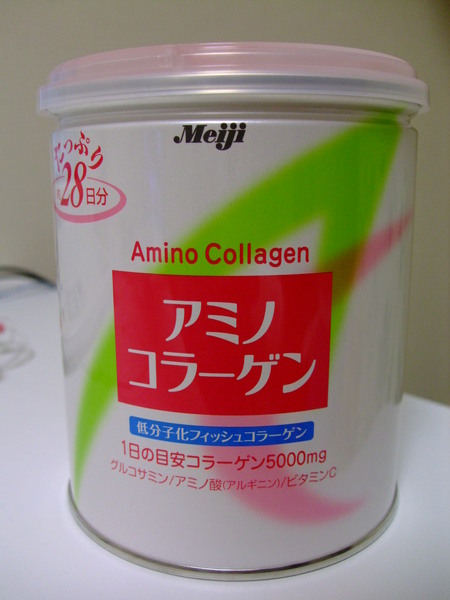 Meiji
たっぷり
約28日分
Amino Collagen
アミノ
コラーゲン
低分子化フィッシュコラーゲン
1日の目安コラーゲン5000mg
グルコサミン/アミノ酸(アルギニン)/ビタミンC